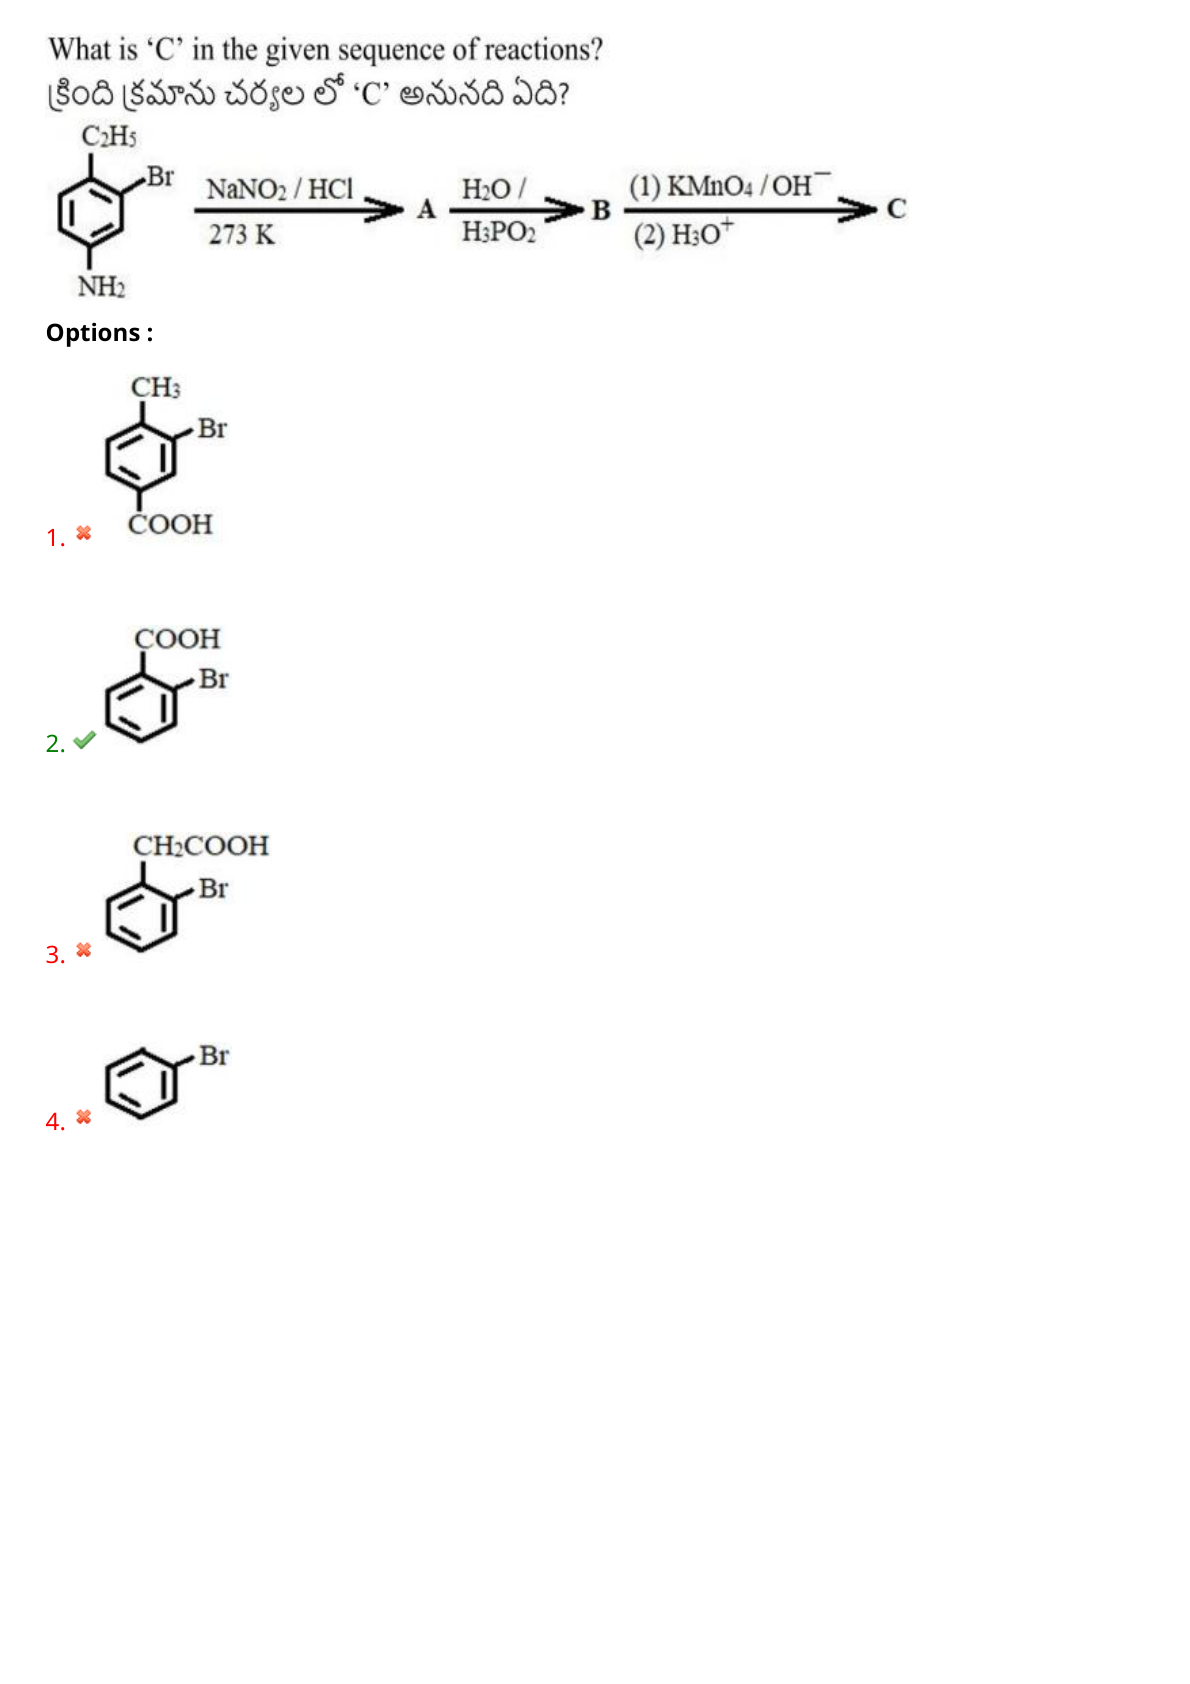 What is ‘C’ in the given sequence of reactions?
క్రింది క్రమాను చర్యల లో ‘C’ అనునది ఏది?
C2H5
Br
NH2
NaNO2 / HCl
273 K
A
H2O /
H3PO2
B
(1) KMnO4 / OH−
(2) H3O+
C
Options :
CH3
Br
COOH
1.
COOH
Br
2.
CH2COOH
Br
3.
Br
4.